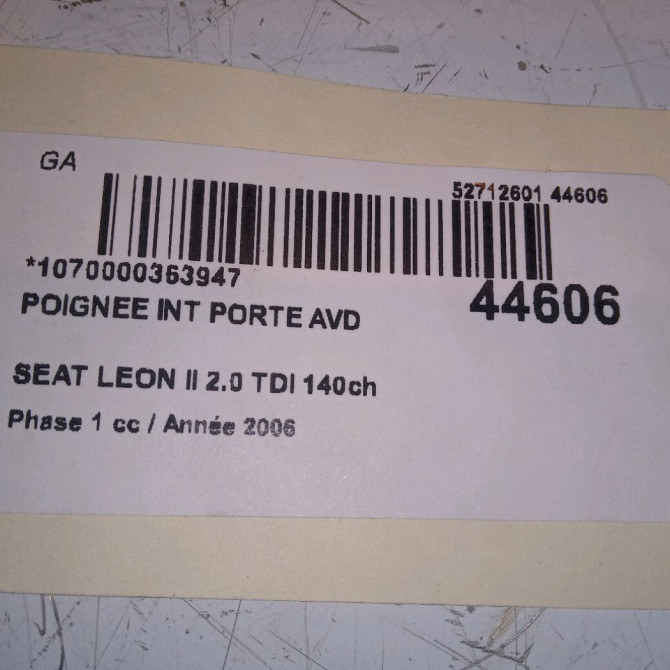 GA
52712601 44606
*1070000363947
44606
POIGNEE INT PORTE AVD
SEAT LEON II 2.0 TDI 140ch
Phase 1 cc / Année 2006